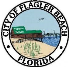 CITY OF FLAGLER BEACH
FLORIDA